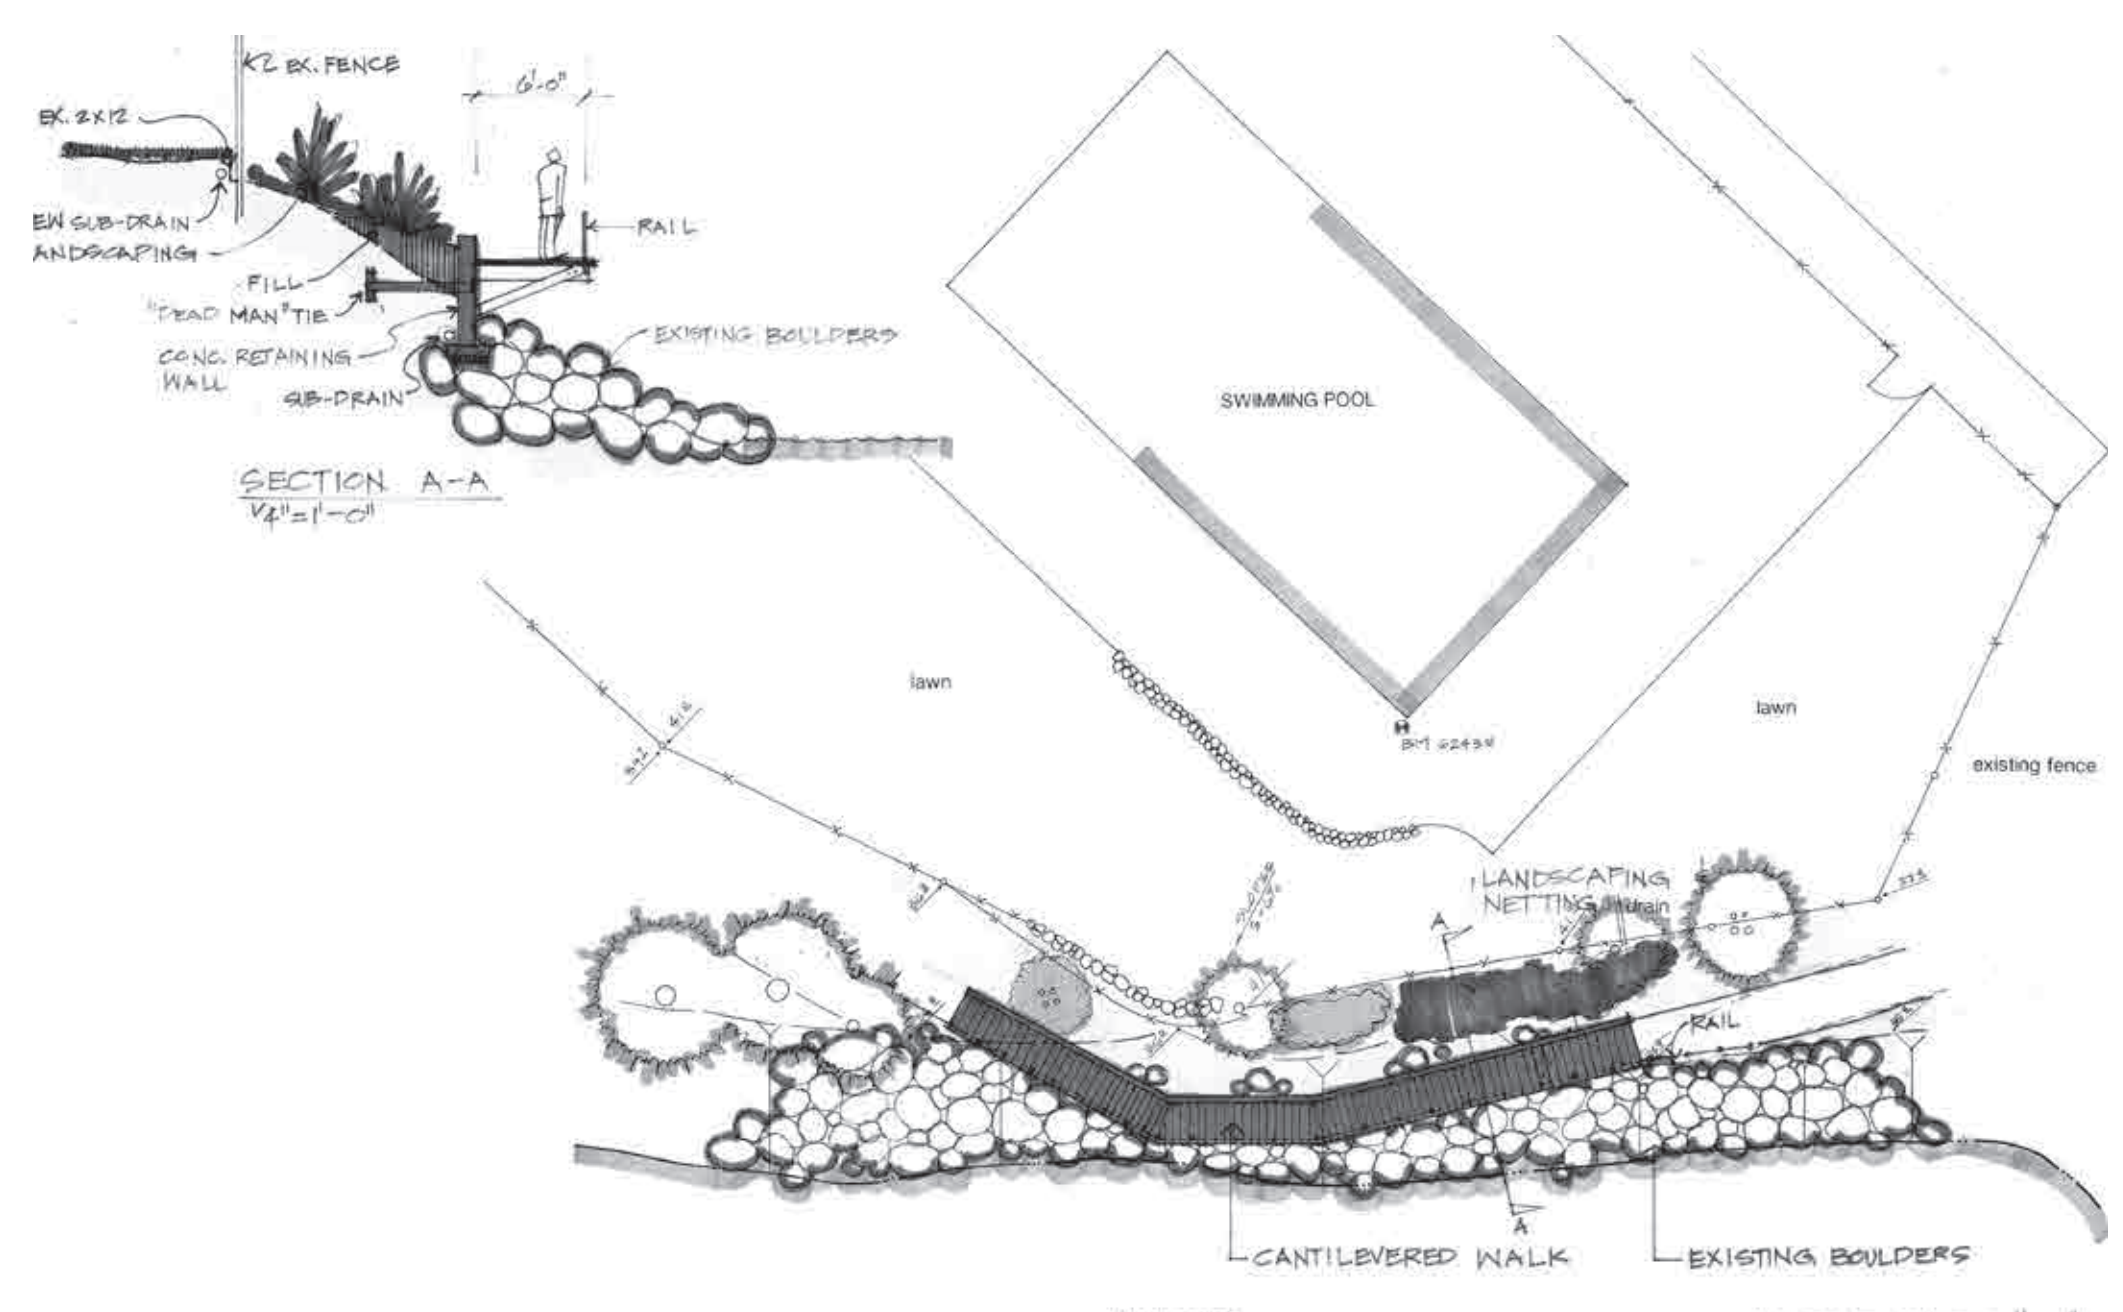 EX. FENCE
6'-0"
EX. 2X12
EW SUB-DRAIN
ANDSCAPING
RAIL
FILL
"DEAD MAN" TIE
EXISTING BOULDERS
CONC. RETAINING
WALL
SUB-DRAIN
SECTION A-A
1/4"=1'-0"
SWIMMING POOL
lawn
lawn
BM
existing fence
LANDSCAPING
NETTING
drain
A
RAIL
A
CANTILEVERED WALK
EXISTING BOULDERS